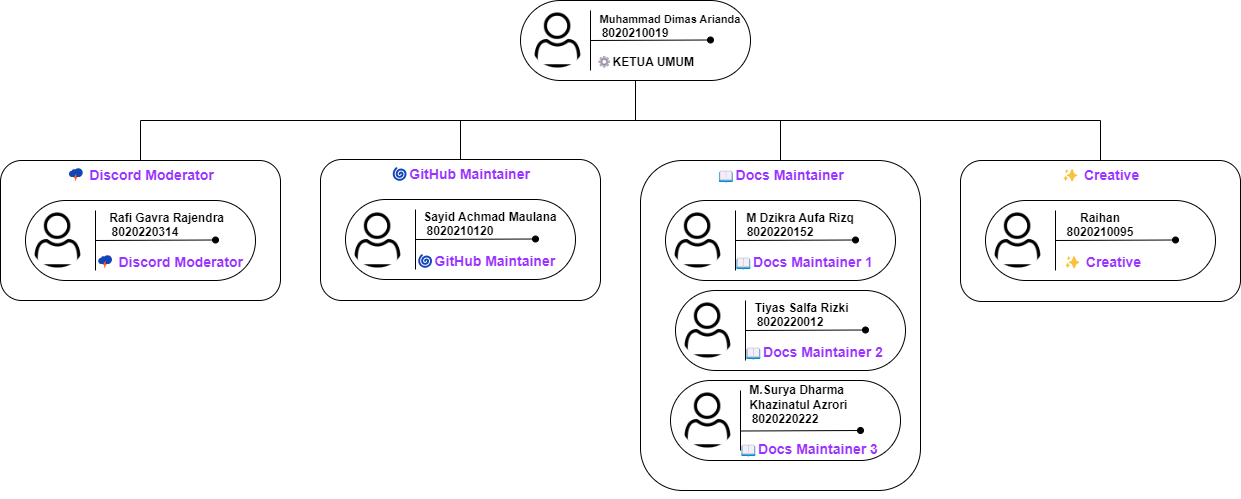 Muhammad Dimas Arianda
8020210019
⚙️ KETUA UMUM
🌩 Discord Moderator
Rafi Gavra Rajendra
8020220314
🌩 Discord Moderator
🌀GitHub Maintainer
Sayid Achmad Maulana
8020210120
🌀GitHub Maintainer
📖Docs Maintainer
M Dzikra Aufa Rizq
8020220152
📖Docs Maintainer 1
Tiyas Salfa Rizki
8020220012
📖Docs Maintainer 2
M.Surya Dharma
Khazinatul Azrori
8020220222
📖Docs Maintainer 3
✨ Creative
Raihan
8020210095
✨ Creative